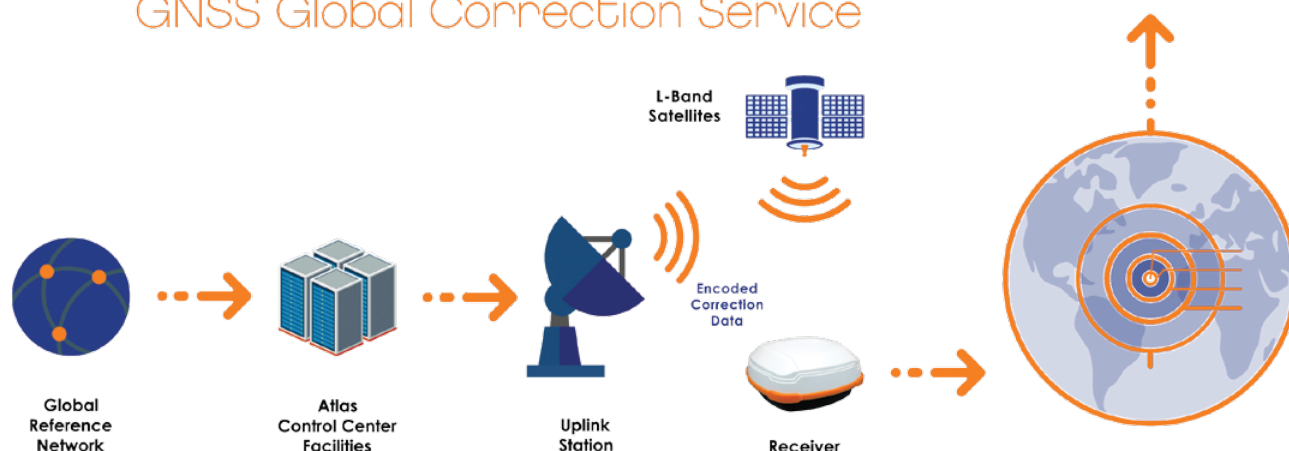 GNSS Global Correction Service
L-Band
Satellites
Encoded
Correction
Data
Global
Reference
Network
Atlas
Control Center
Facilities
Uplink
Station
Receiver